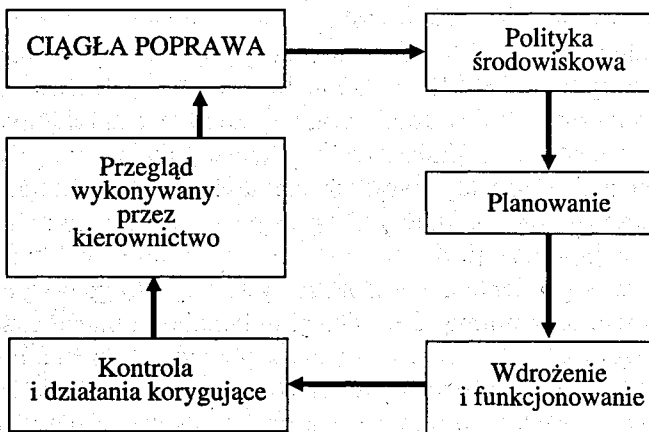 CIĄGŁA POPRAWA
Polityka
środowiskowa
Przegląd
wykonywany
przez
kierownictwo
Planowanie
Kontrola
i działania korygujące
Wdrożenie
i funkcjonowanie